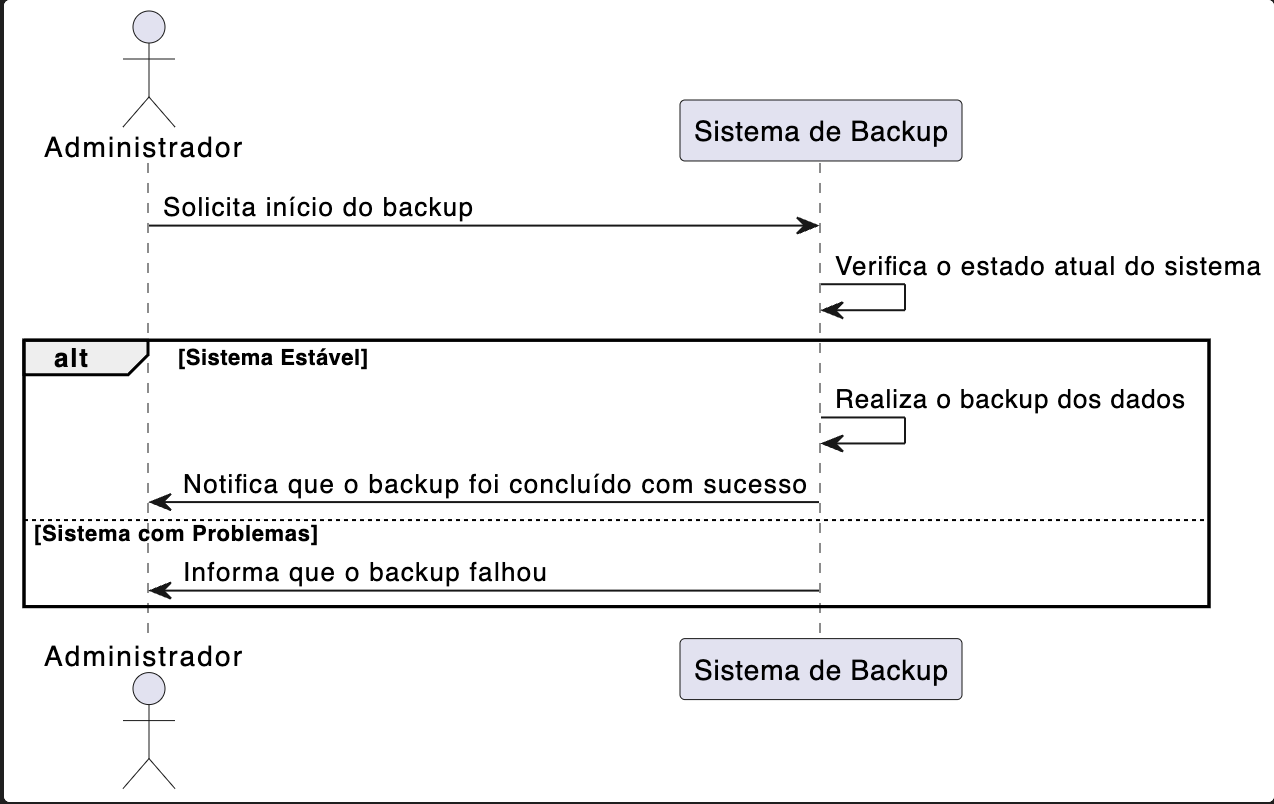 Administrador
Sistema de Backup
Solicita início do backup
Verifica o estado atual do sistema
alt
[Sistema Estável]
Realiza o backup dos dados
Notifica que o backup foi concluído com sucesso
[Sistema com Problemas]
Informa que o backup falhou
Administrador
Sistema de Backup